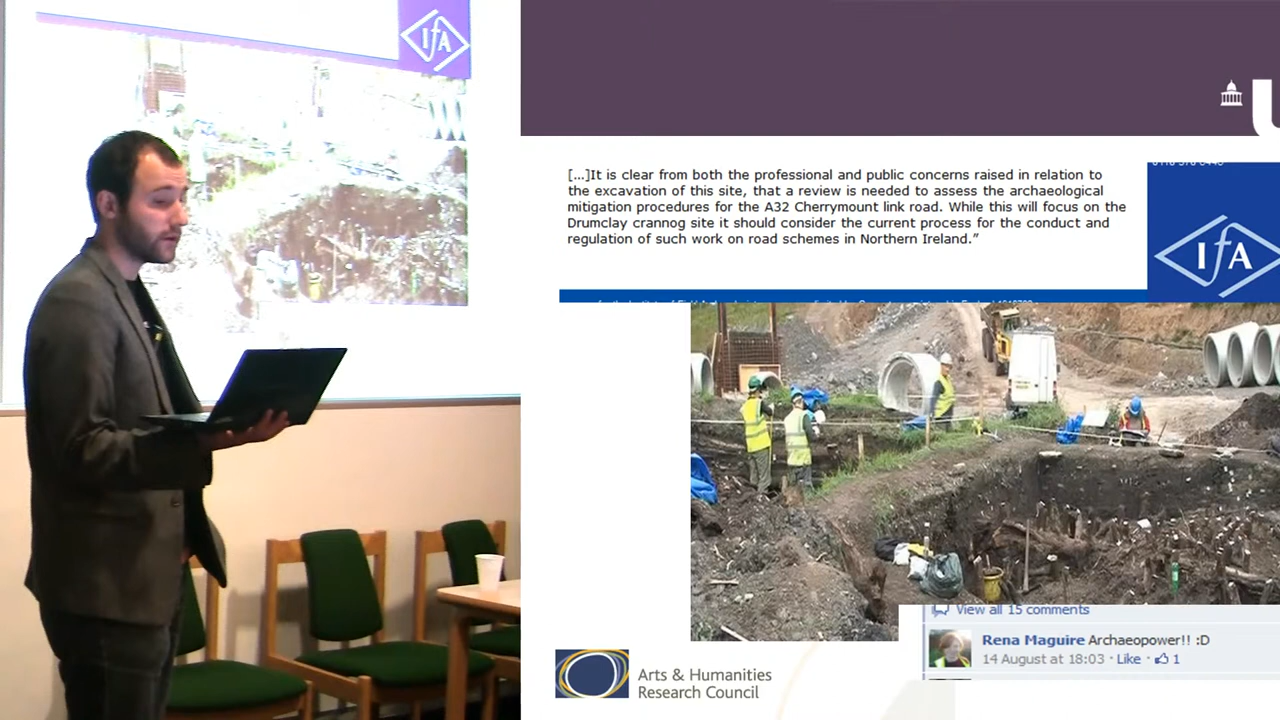 IfA
U
[...]It is clear from both the professional and public concerns raised in relation to
the excavation of this site, that a review is needed to assess the archaeological
mitigation procedures for the A32 Cherrymount link road. While this will focus on the
Drumclay crannog site it should consider the current process for the conduct and
regulation of such work on road schemes in Northern Ireland.”
IfA
View all 15 comments
Rena Maguire Archaeopower!! :D
14 August at 18:03 · Like · 1
Arts & Humanities
Research Council